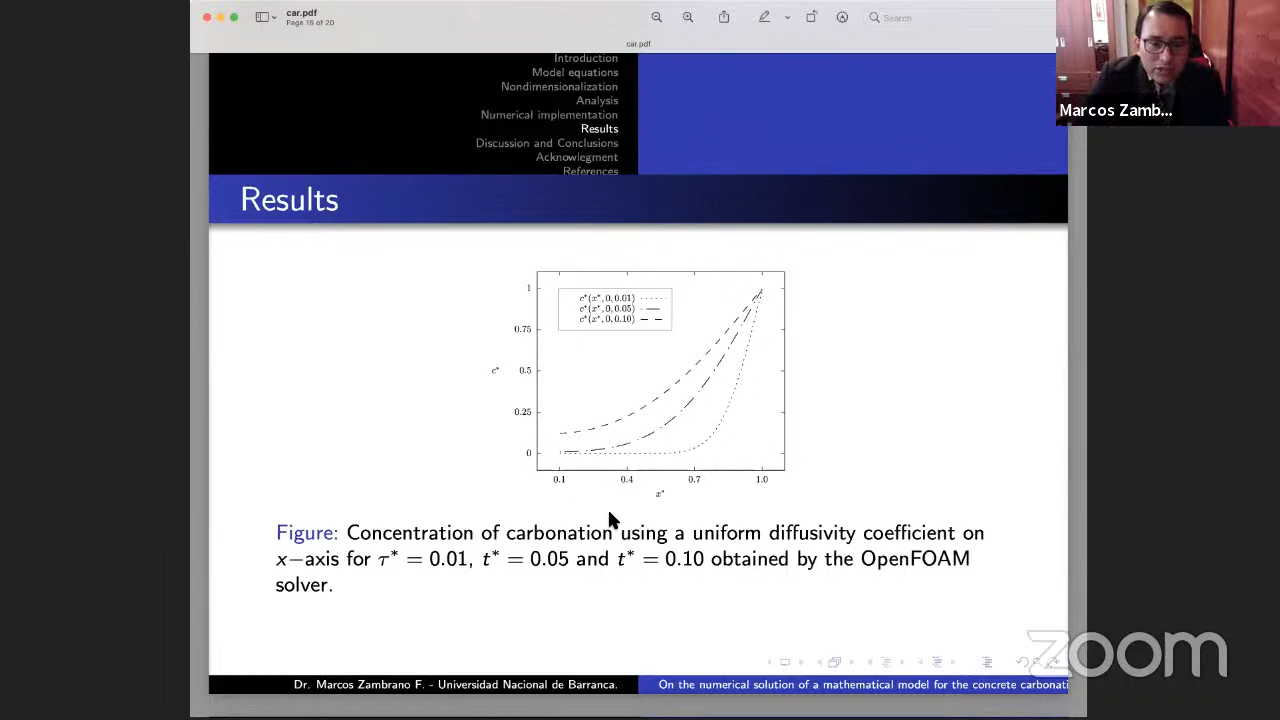 car.pdf
Page 16 of 20
Search
car.pdf
Marcos Zamb...
Introduction
Model equations
Nondimensionalization
Analysis
Numerical implementation
Results
Discussion and Conclusions
Acknowlegment
References
Results
c*(x*, 0, 0.01)
c*(x*, 0, 0.05)
c*(x*, 0, 0.10)
1
0.75
c* 0.5
0.25
0
0.1 0.4 0.7 1.0
x*
Figure: Concentration of carbonation using a uniform diffusivity coefficient on
x−axis for τ* = 0.01, t* = 0.05 and t* = 0.10 obtained by the OpenFOAM
solver.
zoom
Dr. Marcos Zambrano F. - Universidad Nacional de Barranca. On the numerical solution of a mathematical model for the concrete carbonati